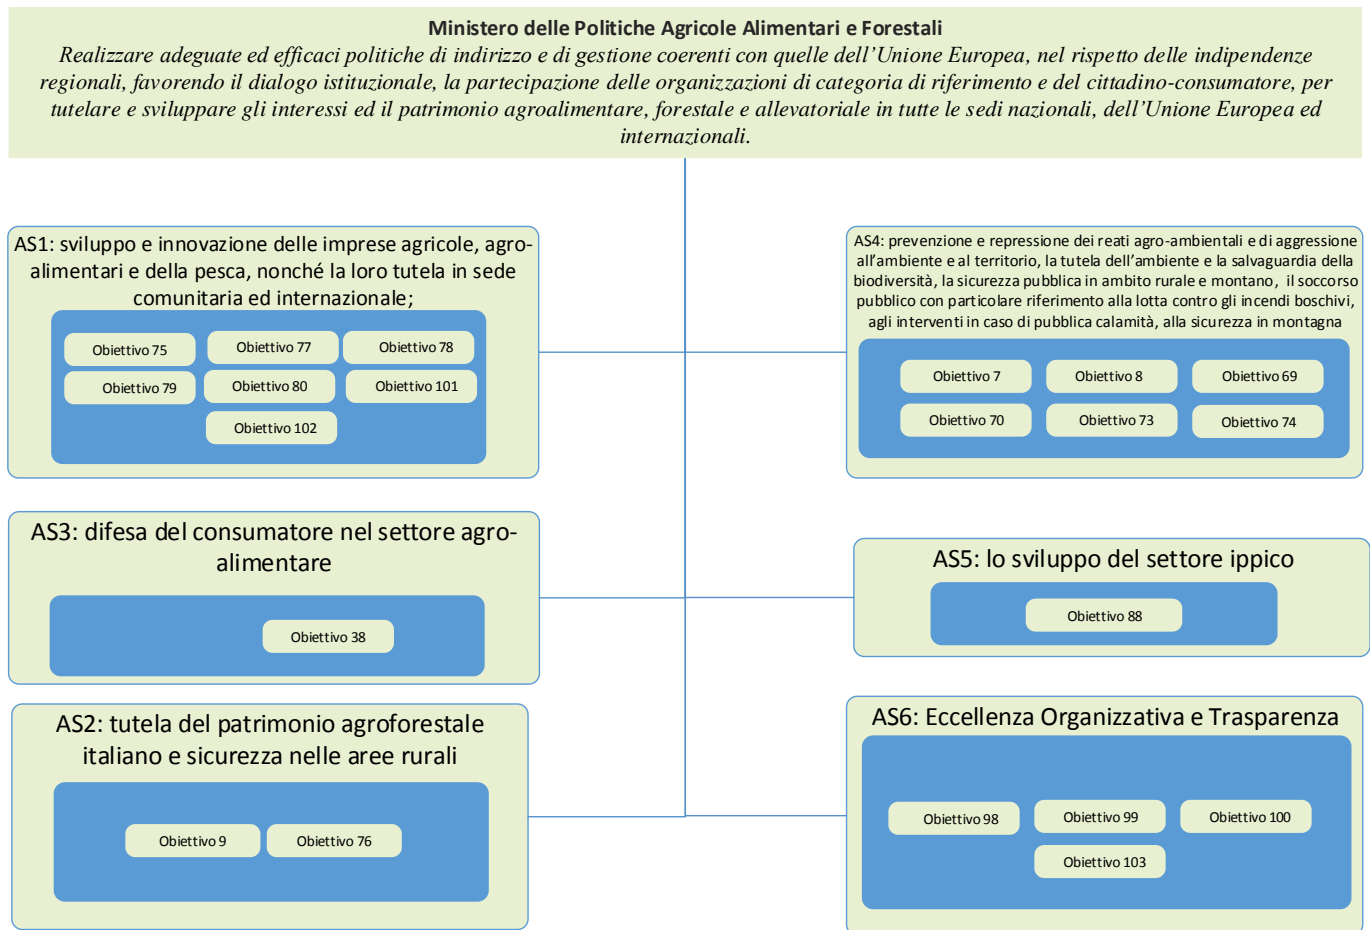 Ministero delle Politiche Agricole Alimentari e Forestali
Realizzare adeguate ed efficaci politiche di indirizzo e di gestione coerenti con quelle dell’Unione Europea, nel rispetto delle indipendenze
regionali, favorendo il dialogo istituzionale, la partecipazione delle organizzazioni di categoria di riferimento e del cittadino-consumatore, per
tutelare e sviluppare gli interessi ed il patrimonio agroalimentare, forestale e allevatoriale in tutte le sedi nazionali, dell’Unione Europea ed
internazionali.
AS1: sviluppo e innovazione delle imprese agricole, agro-
alimentari e della pesca, nonché la loro tutela in sede
comunitaria ed internazionale;
Obiettivo 75
Obiettivo 77
Obiettivo 78
Obiettivo 79
Obiettivo 80
Obiettivo 101
Obiettivo 102
AS4: prevenzione e repressione dei reati agro-ambientali e di aggressione
all’ambiente e al territorio, la tutela dell’ambiente e la salvaguardia della
biodiversità, la sicurezza pubblica in ambito rurale e montano, il soccorso
pubblico con particolare riferimento alla lotta contro gli incendi boschivi,
agli interventi in caso di pubblica calamità, alla sicurezza in montagna
Obiettivo 7
Obiettivo 8
Obiettivo 69
Obiettivo 70
Obiettivo 73
Obiettivo 74
AS3: difesa del consumatore nel settore agro-
alimentare
Obiettivo 38
AS5: lo sviluppo del settore ippico
Obiettivo 88
AS2: tutela del patrimonio agroforestale
italiano e sicurezza nelle aree rurali
Obiettivo 9
Obiettivo 76
AS6: Eccellenza Organizzativa e Trasparenza
Obiettivo 98
Obiettivo 99
Obiettivo 100
Obiettivo 103